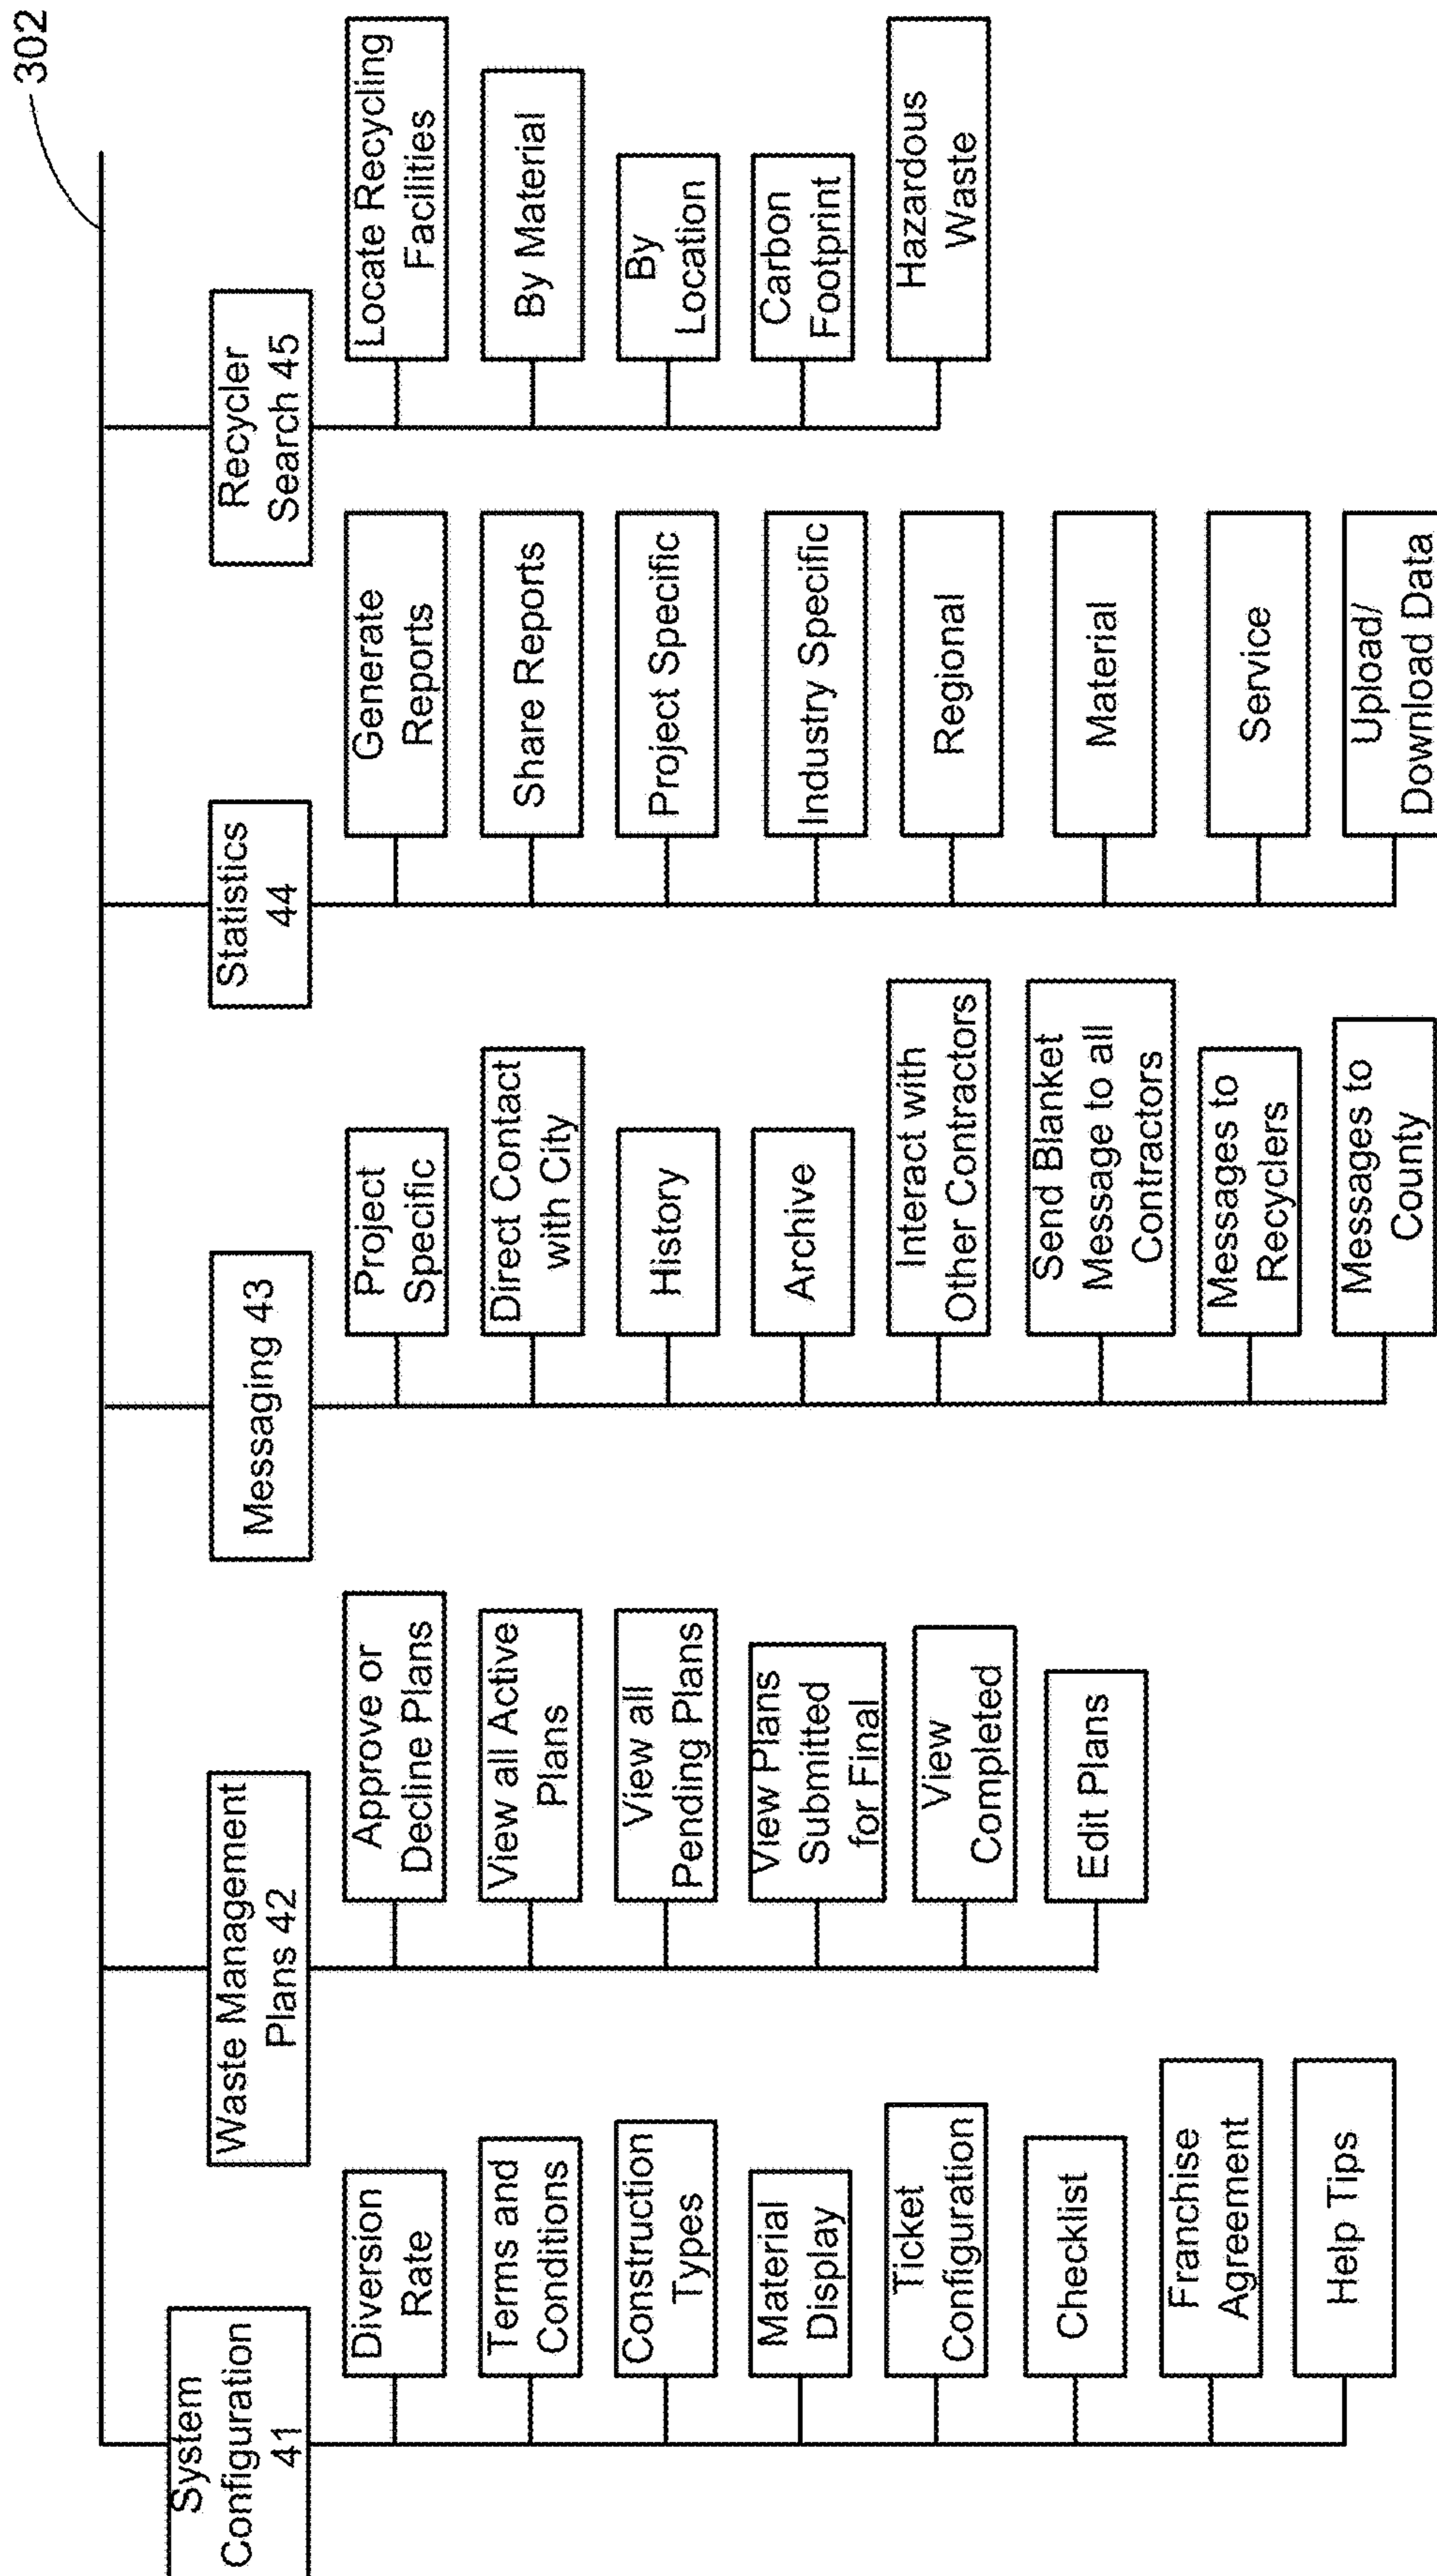 302
System
Configuration
41
Diversion
Rate
Terms and
Conditions
Construction
Types
Material
Display
Ticket
Configuration
Checklist
Franchise
Agreement
Help Tips
Waste Management
Plans 42
Approve or
Decline Plans
View all Active
Plans
View all
Pending Plans
View Plans
Submitted
for Final
View
Completed
Edit Plans
Messaging 43
Project
Specific
Direct Contact
with City
History
Archive
Interact with
Other Contractors
Send Blanket
Message to all
Contractors
Messages to
Recyclers
Messages to
County
Statistics
44
Generate
Reports
Share Reports
Project Specific
Industry Specific
Regional
Material
Service
Upload/
Download Data
Recycler
Search 45
Locate Recycling
Facilities
By Material
By
Location
Carbon
Footprint
Hazardous
Waste